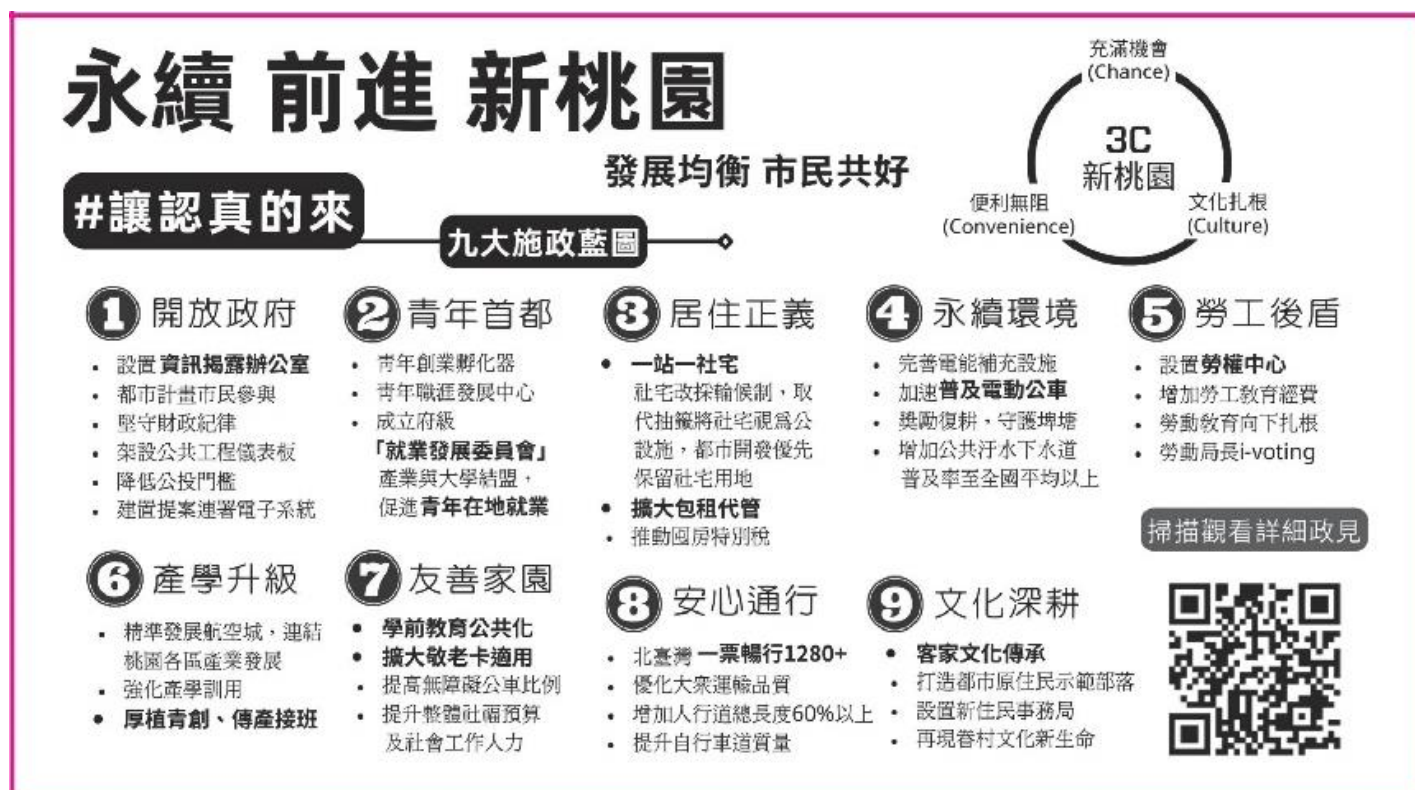 永續 前進 新桃園
發展均衡 市民共好
#讓認真的來
九大施政藍圖
充滿機會
(Chance)
3C
新桃園
便利無阻
(Convenience)
文化扎根
(Culture)
1 開放政府
• 設置資訊揭露辦公室
• 都市計畫市民參與
• 堅守財政紀律
• 架設公共工程儀表板
• 降低公投門檻
• 建置提案連署電子系統
2 青年首都
• 青年創業孵化器
• 青年職涯發展中心
• 成立府級
「就業發展委員會」
產業與大學結盟，
促進青年在地就業
3 居住正義
• 一站一社宅
社宅改採輪候制，取
代抽籤將社宅視為公
設施，都市開發優先
保留社宅用地
• 擴大包租代管
• 推動囤房特別稅
4 永續環境
• 完善電能補充設施
• 加速普及電動公車
• 獎勵復耕，守護埤塘
• 增加公共汙水下水道
普及率至全國平均以上
5 勞工後盾
• 設置勞權中心
• 增加勞工教育經費
• 勞動教育向下扎根
• 勞動局長i-voting
掃描觀看詳細政見
6 產學升級
• 精準發展航空城，連結
桃園各區產業發展
• 強化產學訓用
• 厚植青創、傳產接班
7 友善家園
• 學前教育公共化
• 擴大敬老卡適用
• 提高無障礙公車比例
• 提升整體社福預算
及社會工作人力
8 安心通行
• 北臺灣一票暢行1280+
• 優化大眾運輸品質
• 增加人行道總長度60%以上
• 提升自行車道質量
9 文化深耕
• 客家文化傳承
• 打造都市原住民示範部落
• 設置新住民事務局
• 再現眷村文化新生命